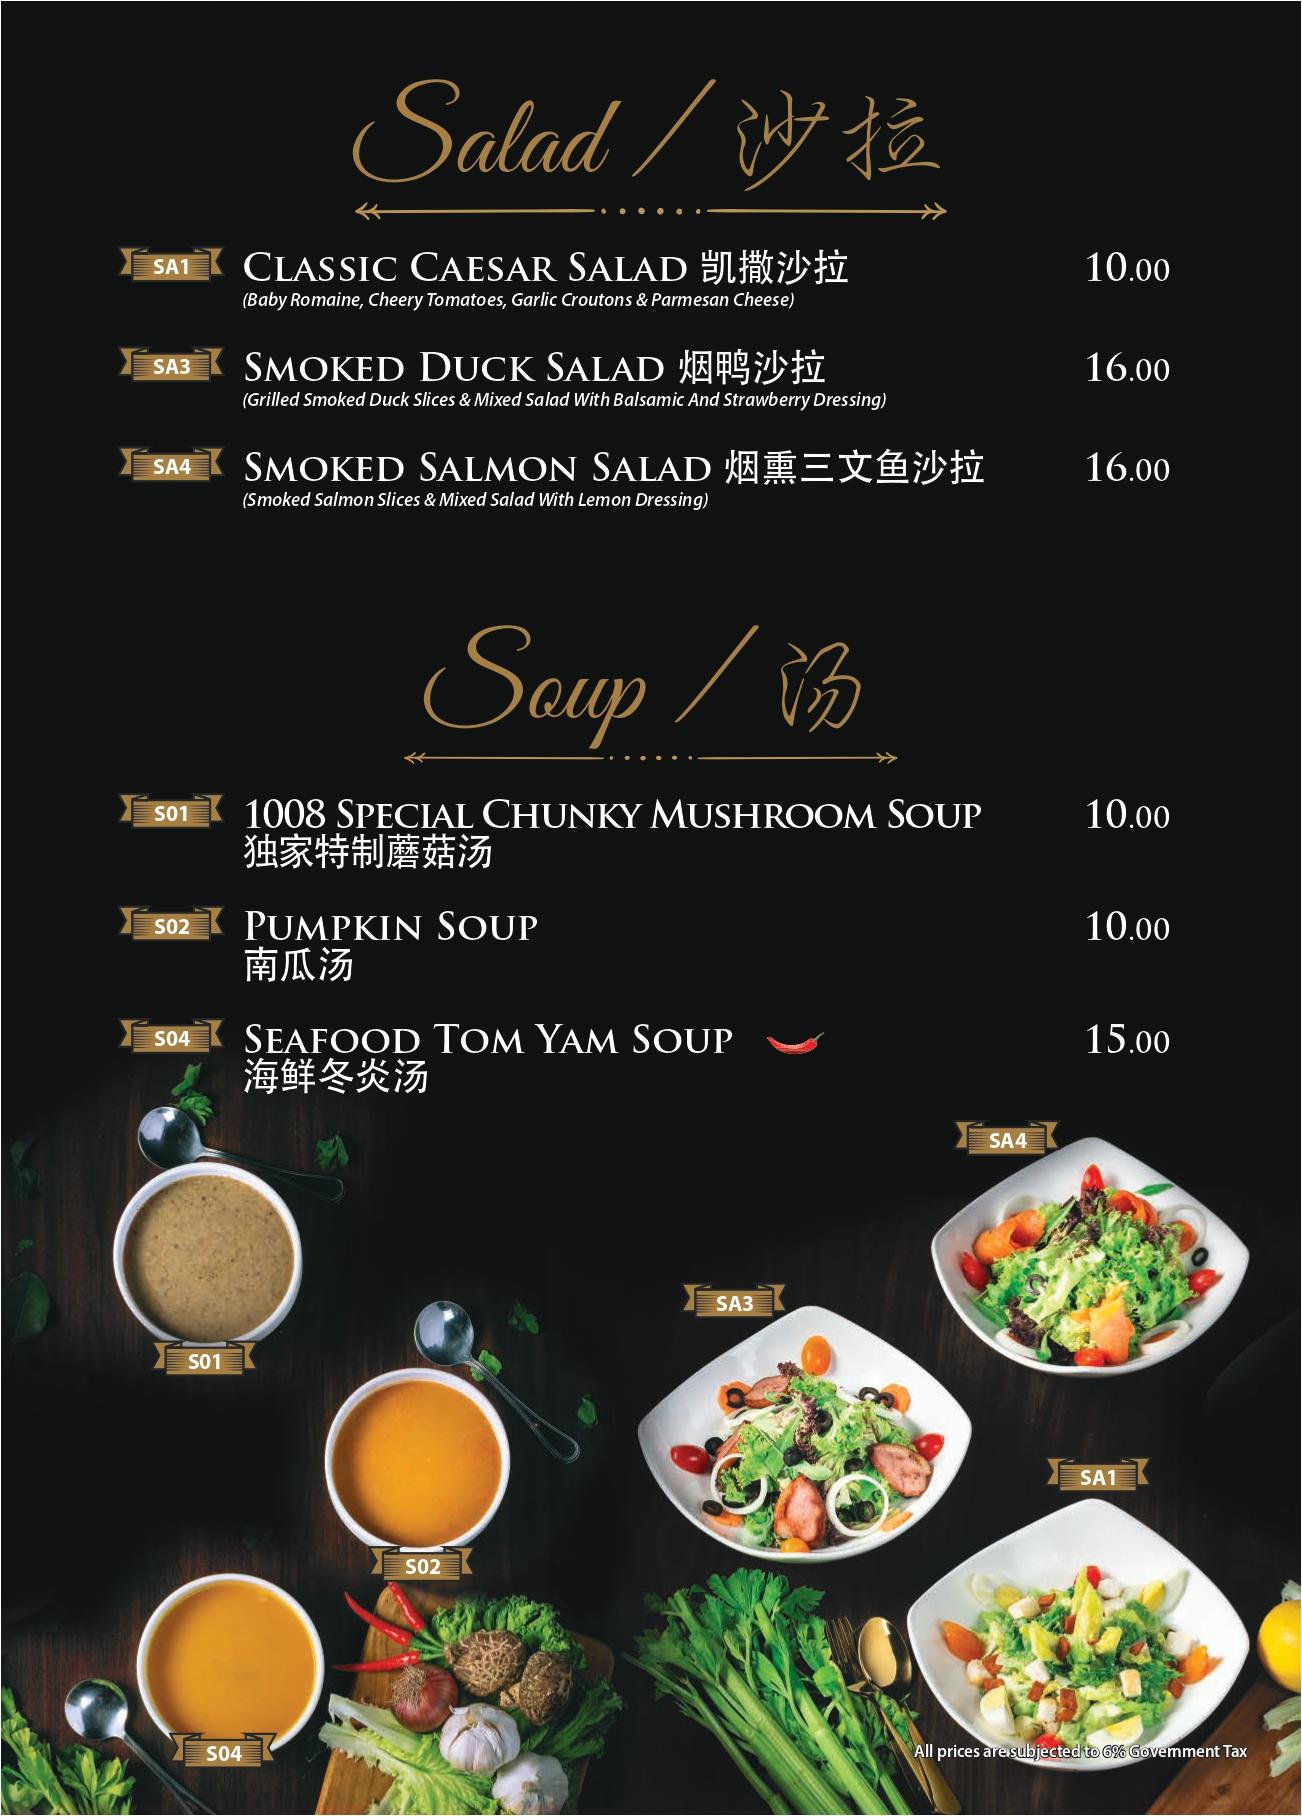 Salad / 沙拉
SA1 CLASSIC CAESAR SALAD 凯撒沙拉 10.00
(Baby Romaine, Cheery Tomatoes, Garlic Croutons & Parmesan Cheese)
SA3 SMOKED DUCK SALAD 烟鸭沙拉 16.00
(Grilled Smoked Duck Slices & Mixed Salad With Balsamic And Strawberry Dressing)
SA4 SMOKED SALMON SALAD 烟熏三文鱼沙拉 16.00
(Smoked Salmon Slices & Mixed Salad With Lemon Dressing)
Soup / 汤
S01 1008 SPECIAL CHUNKY MUSHROOM SOUP 10.00
独家特制蘑菇汤
S02 PUMPKIN SOUP 10.00
南瓜汤
S04 SEAFOOD TOM YAM SOUP 15.00
海鲜冬炎汤
SA4
SA3
S01
SA1
S02
S04
All prices are subjected to 6% Government Tax